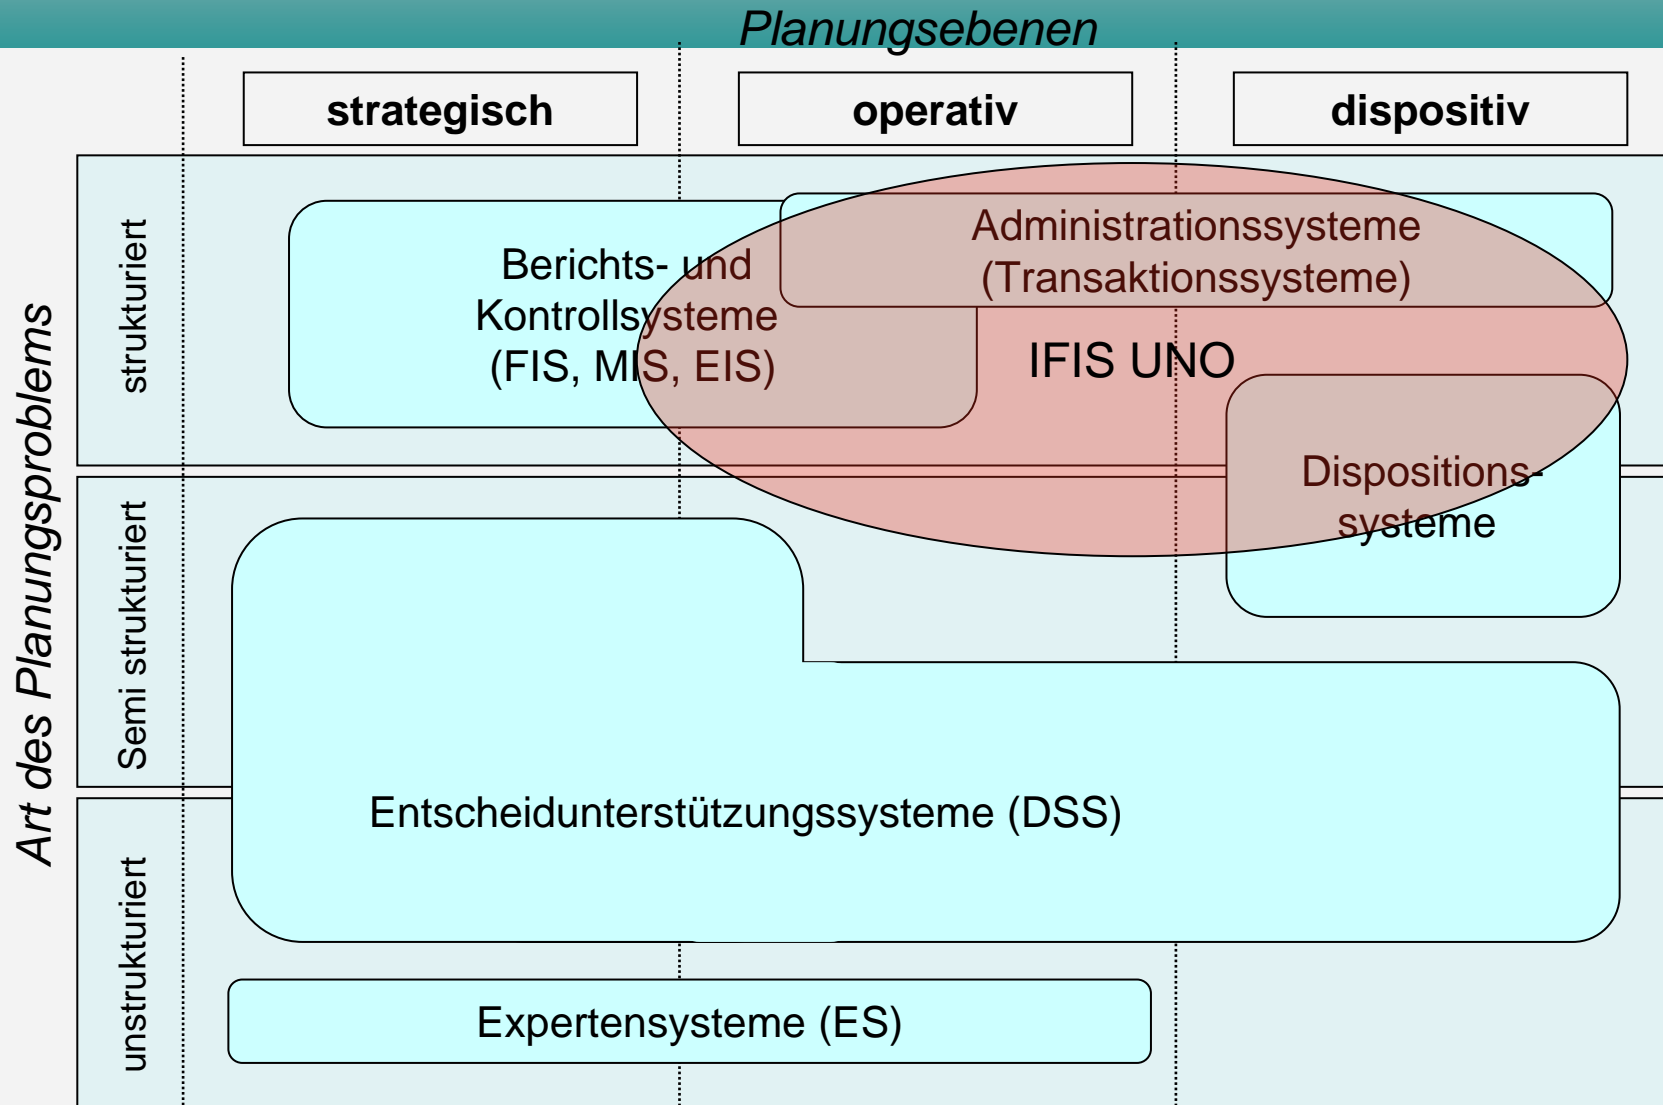 Planungsebenen
strategisch
operativ
dispositiv
Art des Planungsproblems
strukturiert
Berichts- und
Kontrollsysteme
(FIS, MIS, EIS)
Administrationssysteme
(Transaktionssysteme)
IFIS UNO
Dispositions-
systeme
Semi strukturiert
Entscheidunterstützungssysteme (DSS)
unstrukturiert
Expertensysteme (ES)